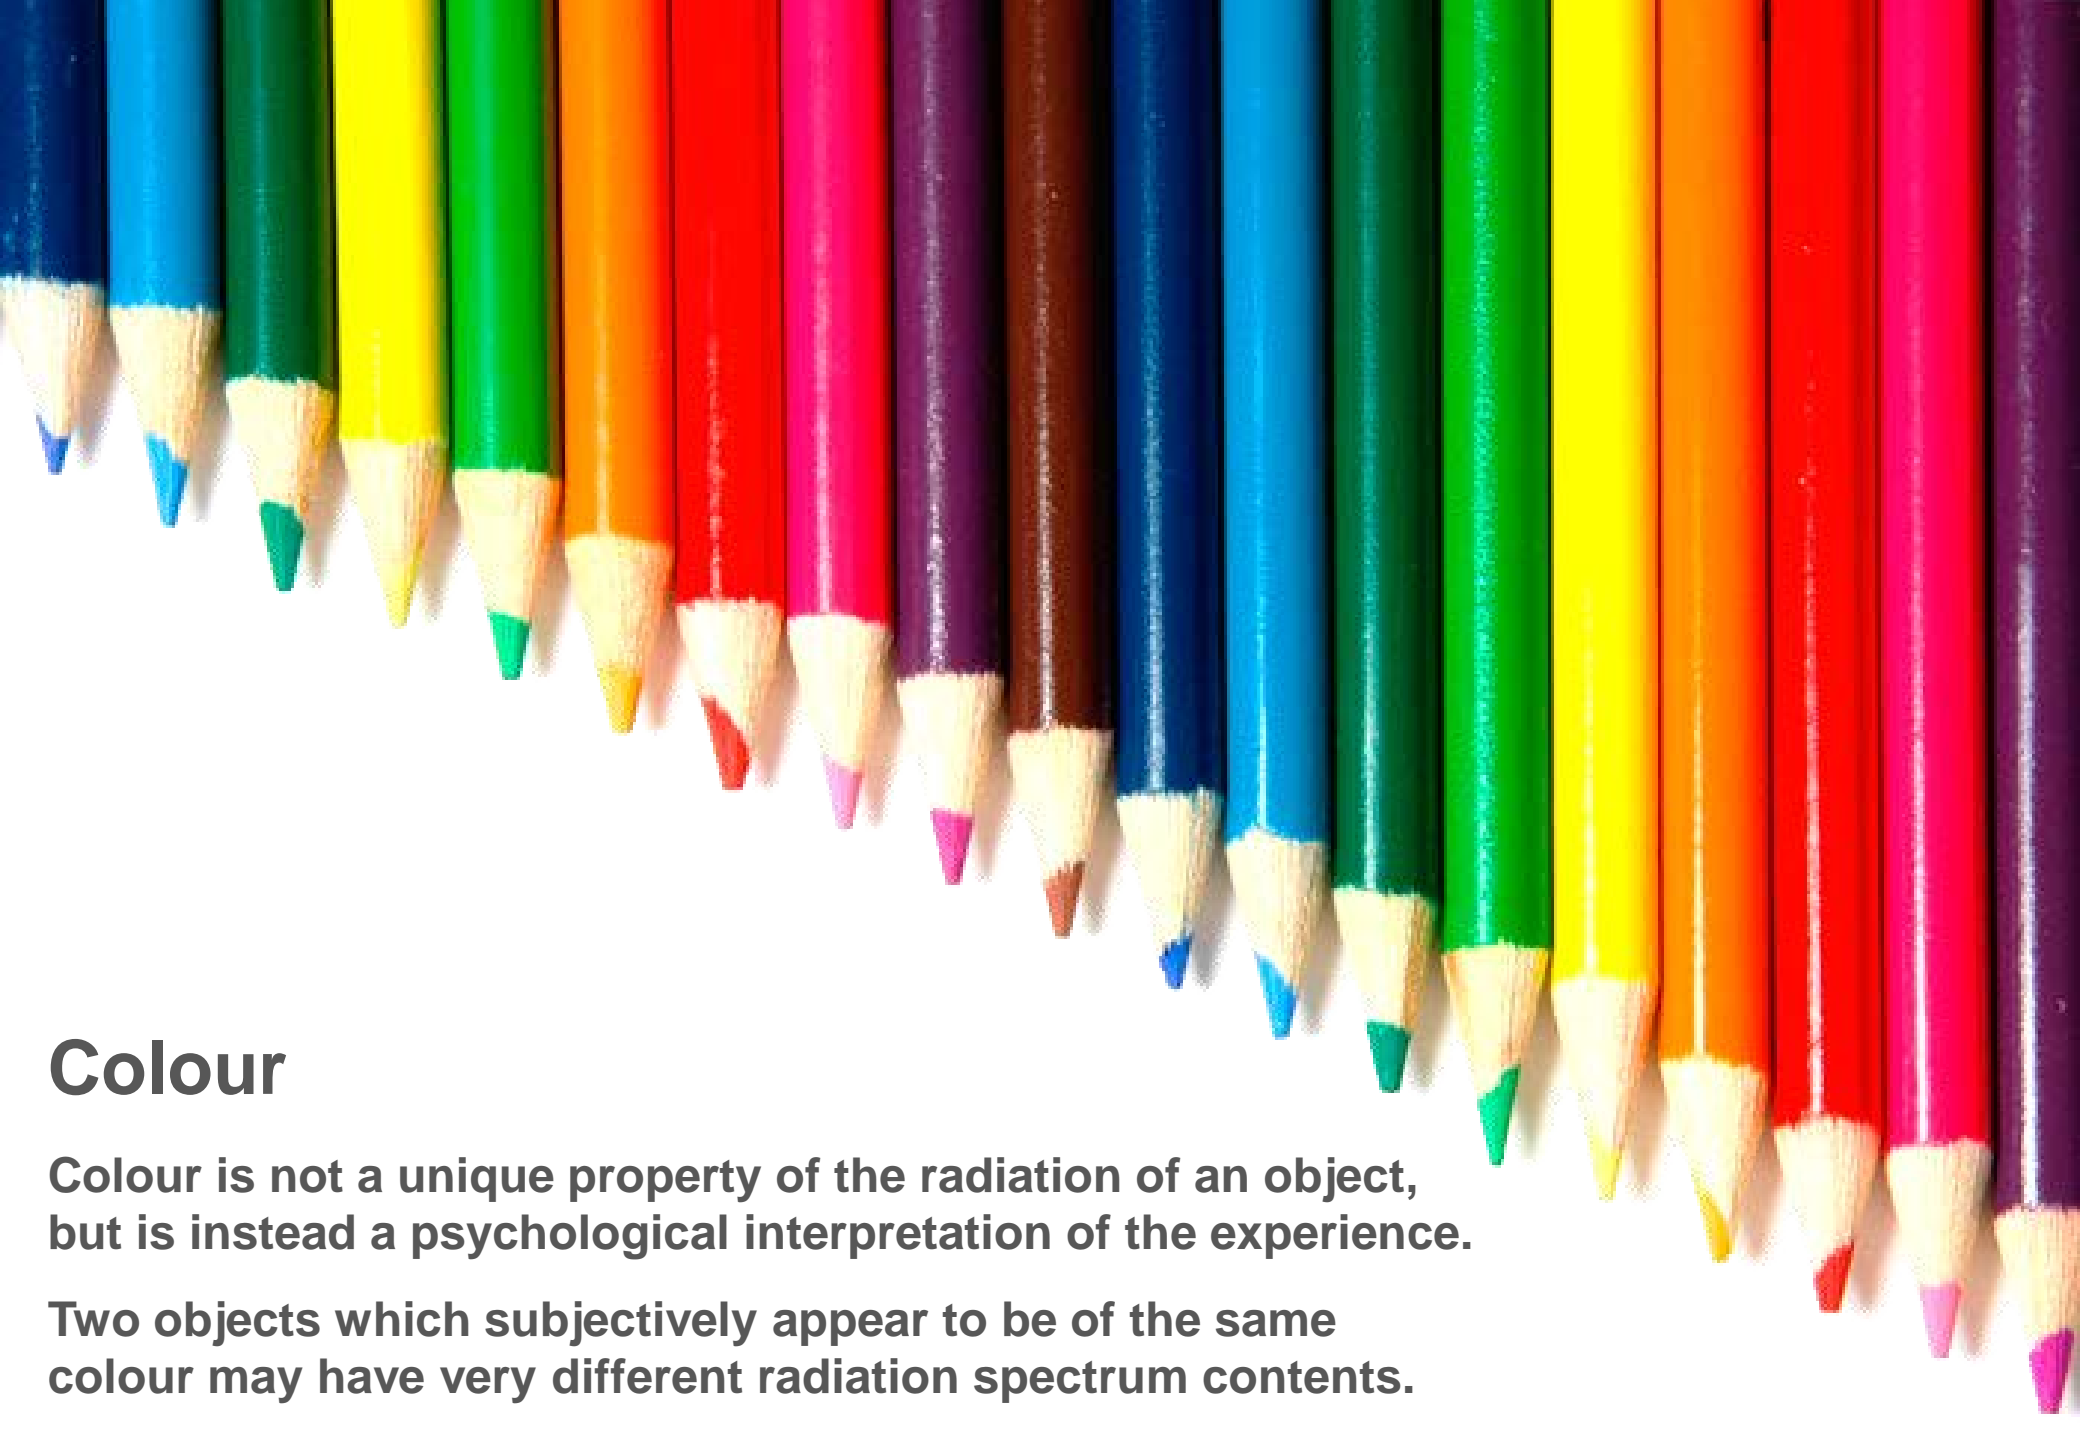 Colour
Colour is not a unique property of the radiation of an object,
but is instead a psychological interpretation of the experience.
Two objects which subjectively appear to be of the same
colour may have very different radiation spectrum contents.